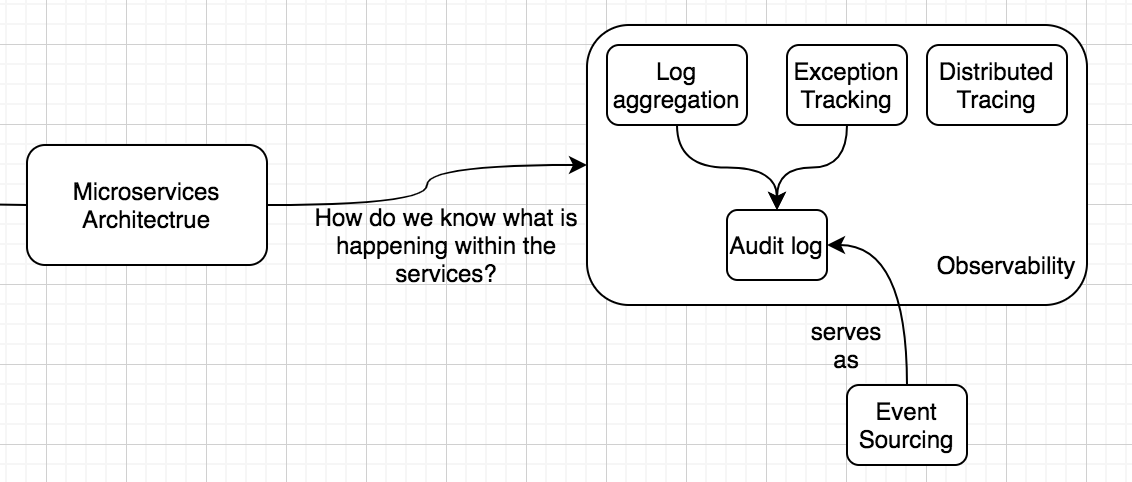 Microservices
Architectrue
How do we know what is
happening within the
services?
Log
aggregation
Exception
Tracking
Distributed
Tracing
Audit log
Observability
serves
as
Event
Sourcing